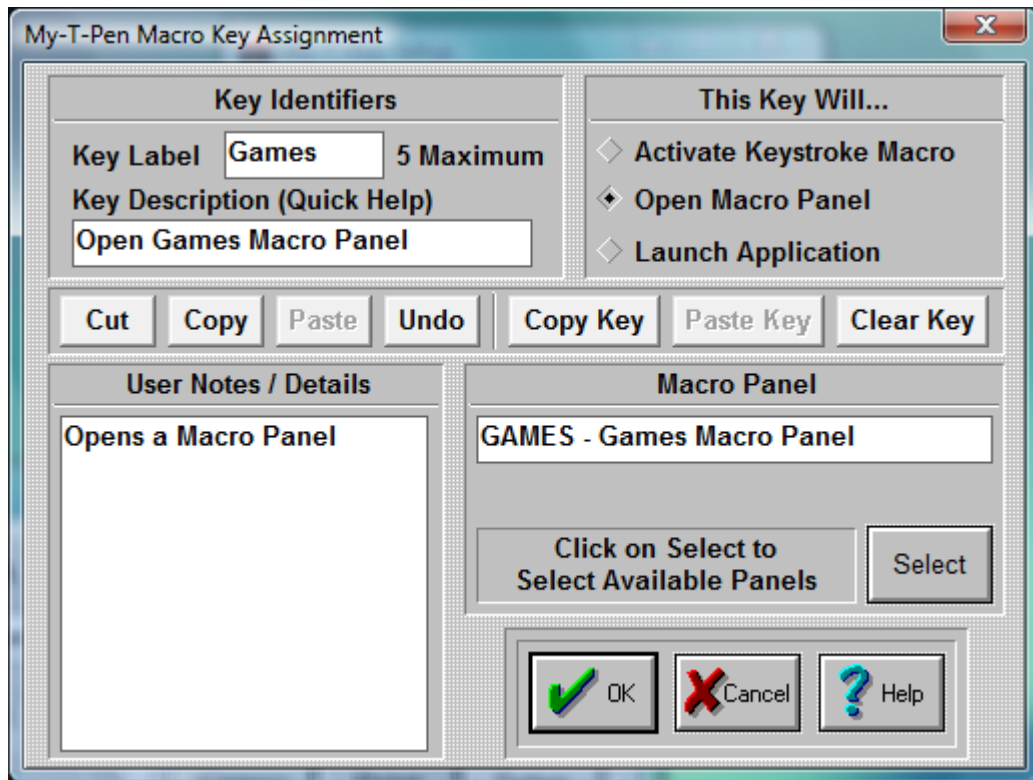 My-T-Pen Macro Key Assignment
Key Identifiers
Key Label Games 5 Maximum
Key Description (Quick Help)
Open Games Macro Panel
This Key Will...
Activate Keystroke Macro
Open Macro Panel
Launch Application
Cut Copy Paste Undo Copy Key Paste Key Clear Key
User Notes / Details
Opens a Macro Panel
Macro Panel
GAMES - Games Macro Panel
Click on Select to
Select Available Panels
Select
OK Cancel Help